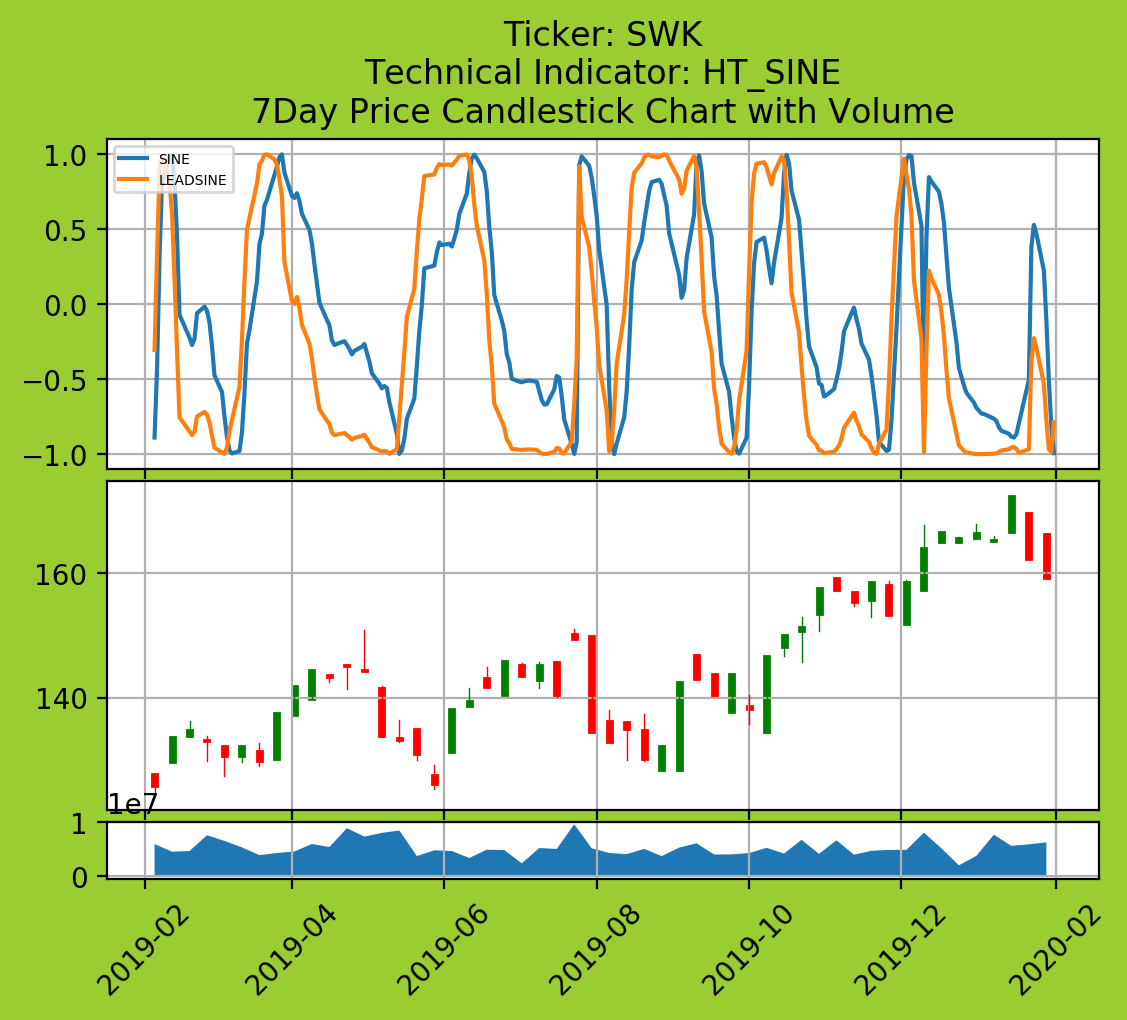 Ticker: SWK
Technical Indicator: HT_SINE
7Day Price Candlestick Chart with Volume
1.0
0.5
0.0
−0.5
−1.0
SINE
LEADSINE
160
140
1e7
1
0
2019-02
2019-04
2019-06
2019-08
2019-10
2019-12
2020-02